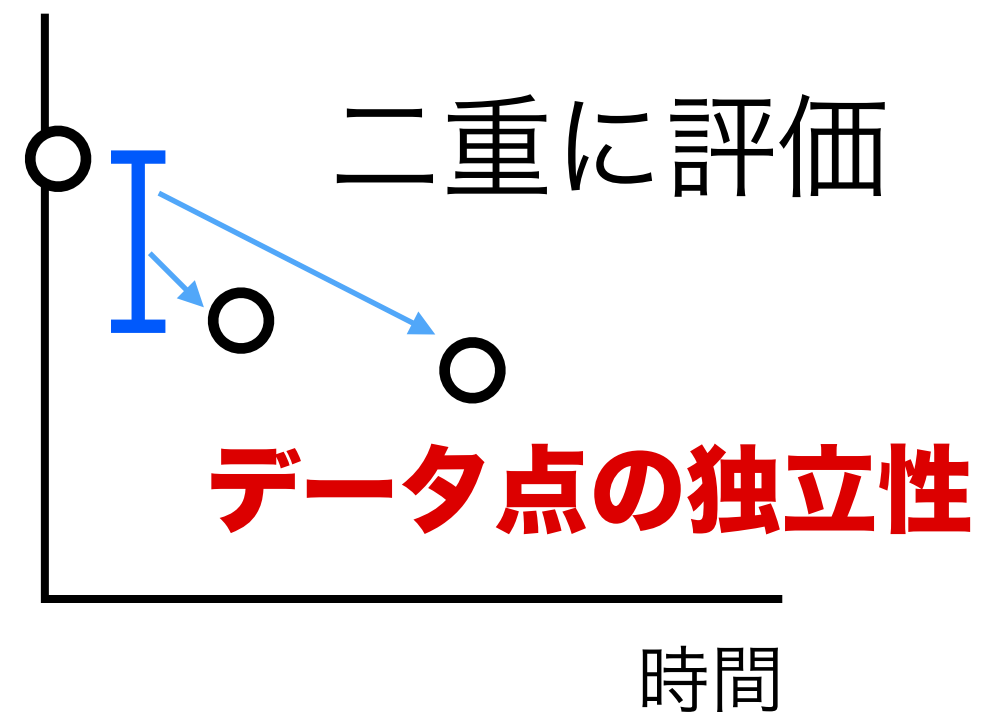 二重に評価
データ点の独立性
時間